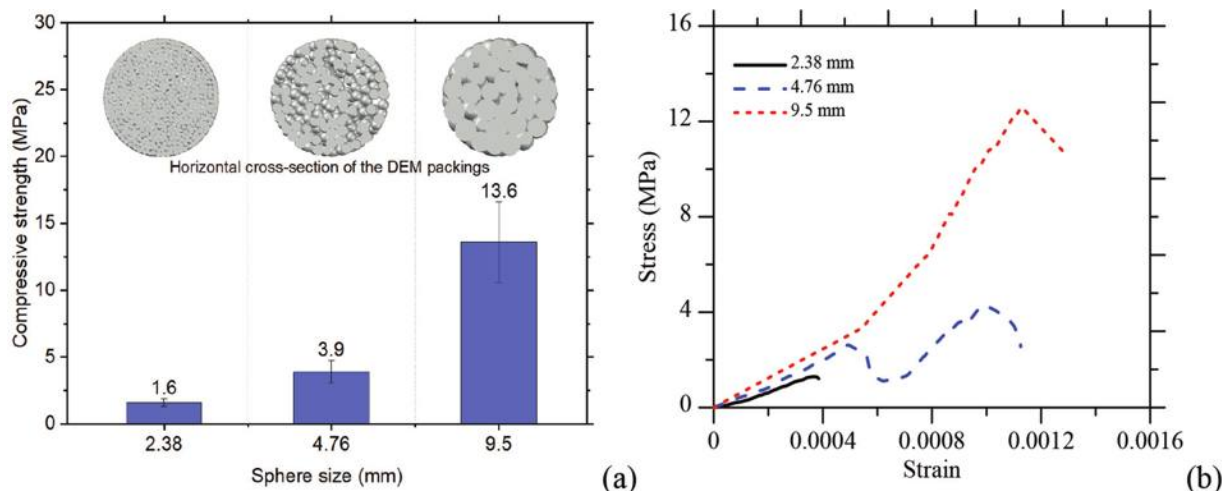 30
25
20
15
10
5
0
Compressive strength (MPa)
Horizontal cross-section of the DEM packings
1.6
3.9
13.6
2.38
4.76
9.5
Sphere size (mm)
(a)
16
12
8
4
0
Stress (MPa)
2.38 mm
4.76 mm
9.5 mm
0
0.0004
0.0008
0.0012
0.0016
Strain
(b)